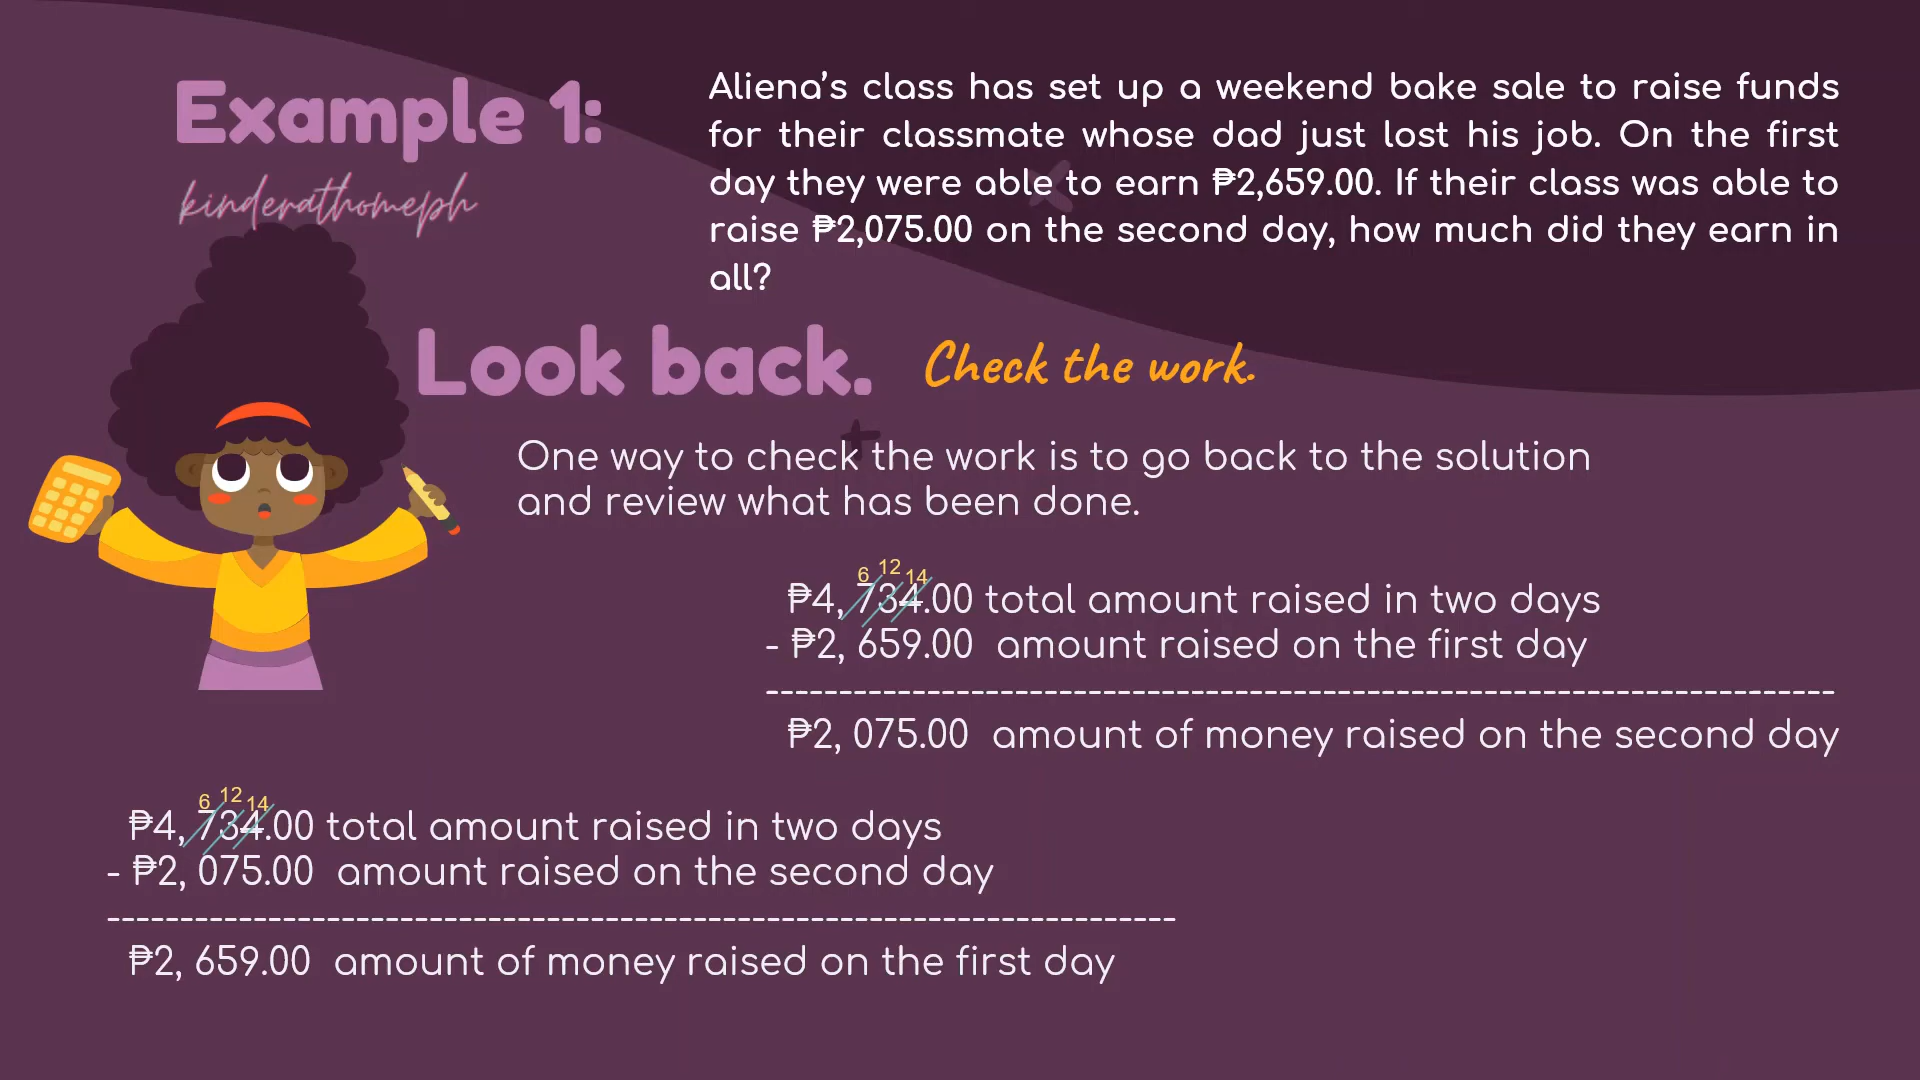 Example 1:
kinderathomeph
Aliena’s class has set up a weekend bake sale to raise funds
for their classmate whose dad just lost his job. On the first
day they were able to earn ₱2,659.00. If their class was able to
raise ₱2,075.00 on the second day, how much did they earn in
all?
Look back.
Check the work.
One way to check the work is to go back to the solution
and review what has been done.
6 12 14
₱4, 734.00 total amount raised in two days
- ₱2, 659.00 amount raised on the first day
-------------------------------------------------------------------------
₱2, 075.00 amount of money raised on the second day
6 12 14
₱4, 734.00 total amount raised in two days
- ₱2, 075.00 amount raised on the second day
-------------------------------------------------------------------------
₱2, 659.00 amount of money raised on the first day